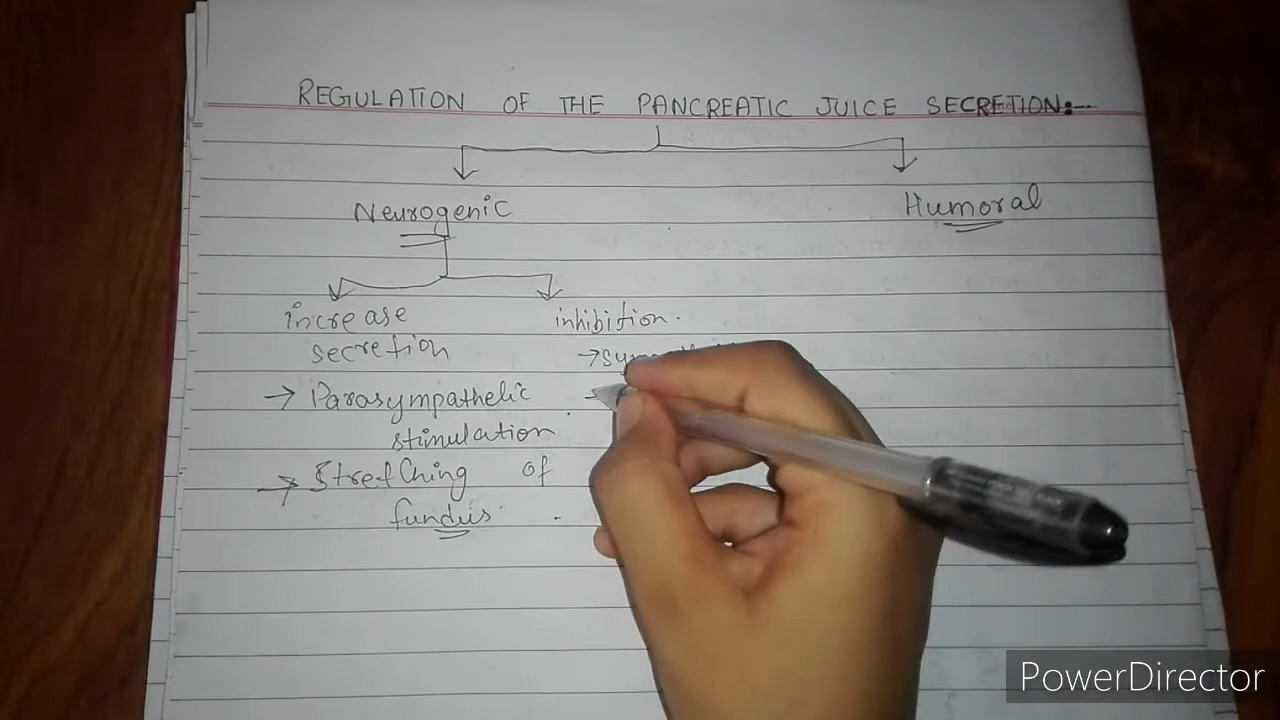 REGULATION OF THE PANCREATIC JUICE SECRETION:--
Neurogenic
Humoral
increase
secretion
inhibition.
→ Parasympathetic
stimulation
→ Stretching of
fundus.
PowerDirector